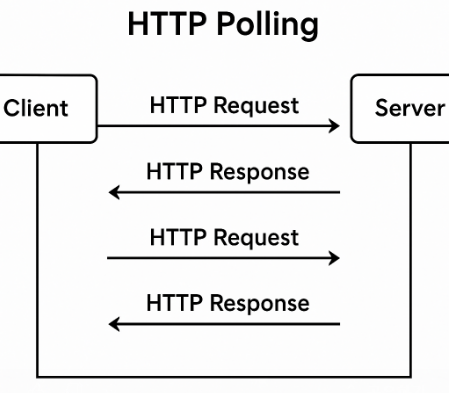 HTTP Polling
Client
HTTP Request
Server
HTTP Response
HTTP Request
HTTP Response